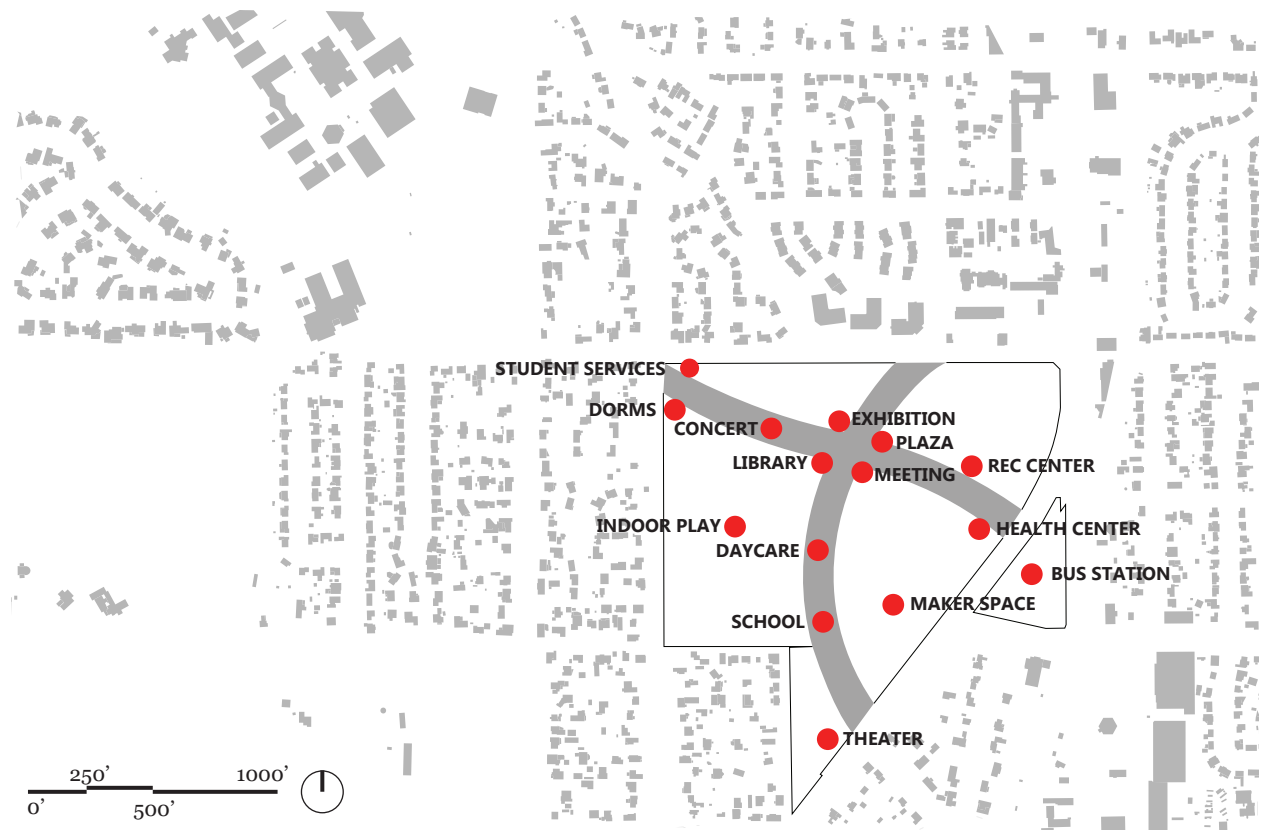 STUDENT SERVICES
DORMS
CONCERT
EXHIBITION
PLAZA
LIBRARY
MEETING
REC CENTER
INDOOR PLAY
DAYCARE
HEALTH CENTER
BUS STATION
MAKER SPACE
SCHOOL
THEATER
250’
1000’
0’
500’